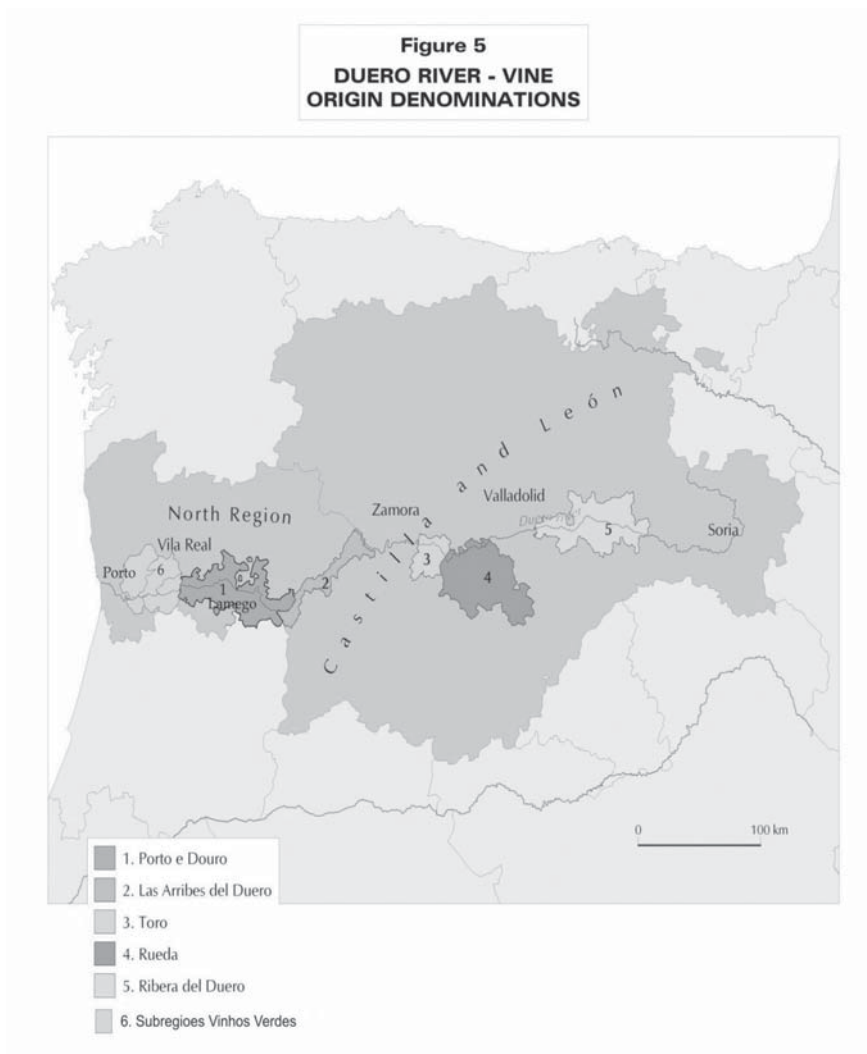 Figure 5
DUERO RIVER - VINE
ORIGIN DENOMINATIONS
Castilla and León
North Region
Zamora
Valladolid
Duero river
Soria
Vila Real
Porto
Lamego
6
1
2
3
4
5
0 100 km
1. Porto e Douro
2. Las Arribes del Duero
3. Toro
4. Rueda
5. Ribera del Duero
6. Subregioes Vinhos Verdes